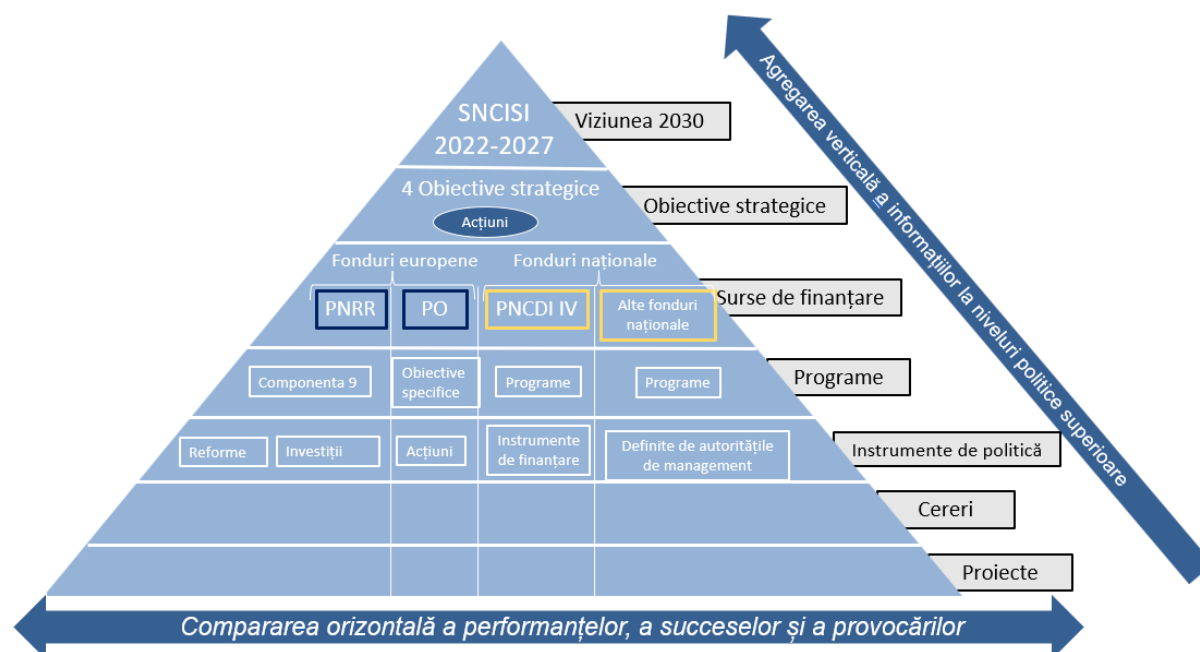 SNCISI
2022-2027
Viziunea 2030
4 Obiective strategice
Acțiuni
Obiective strategice
Fonduri europene
Fonduri naționale
PNRR
PO
PNCDI IV
Alte fonduri
naționale
Surse de finanțare
Componenta 9
Obiective
specifice
Programe
Programe
Programe
Reforme
Investiții
Acțiuni
Instrumente
de finanțare
Definite de autoritățile
de management
Instrumente de politică
Cereri
Proiecte
Agregarea verticală a informațiilor la niveluri politice superioare
Compararea orizontală a performanțelor, a succeselor și a provocărilor